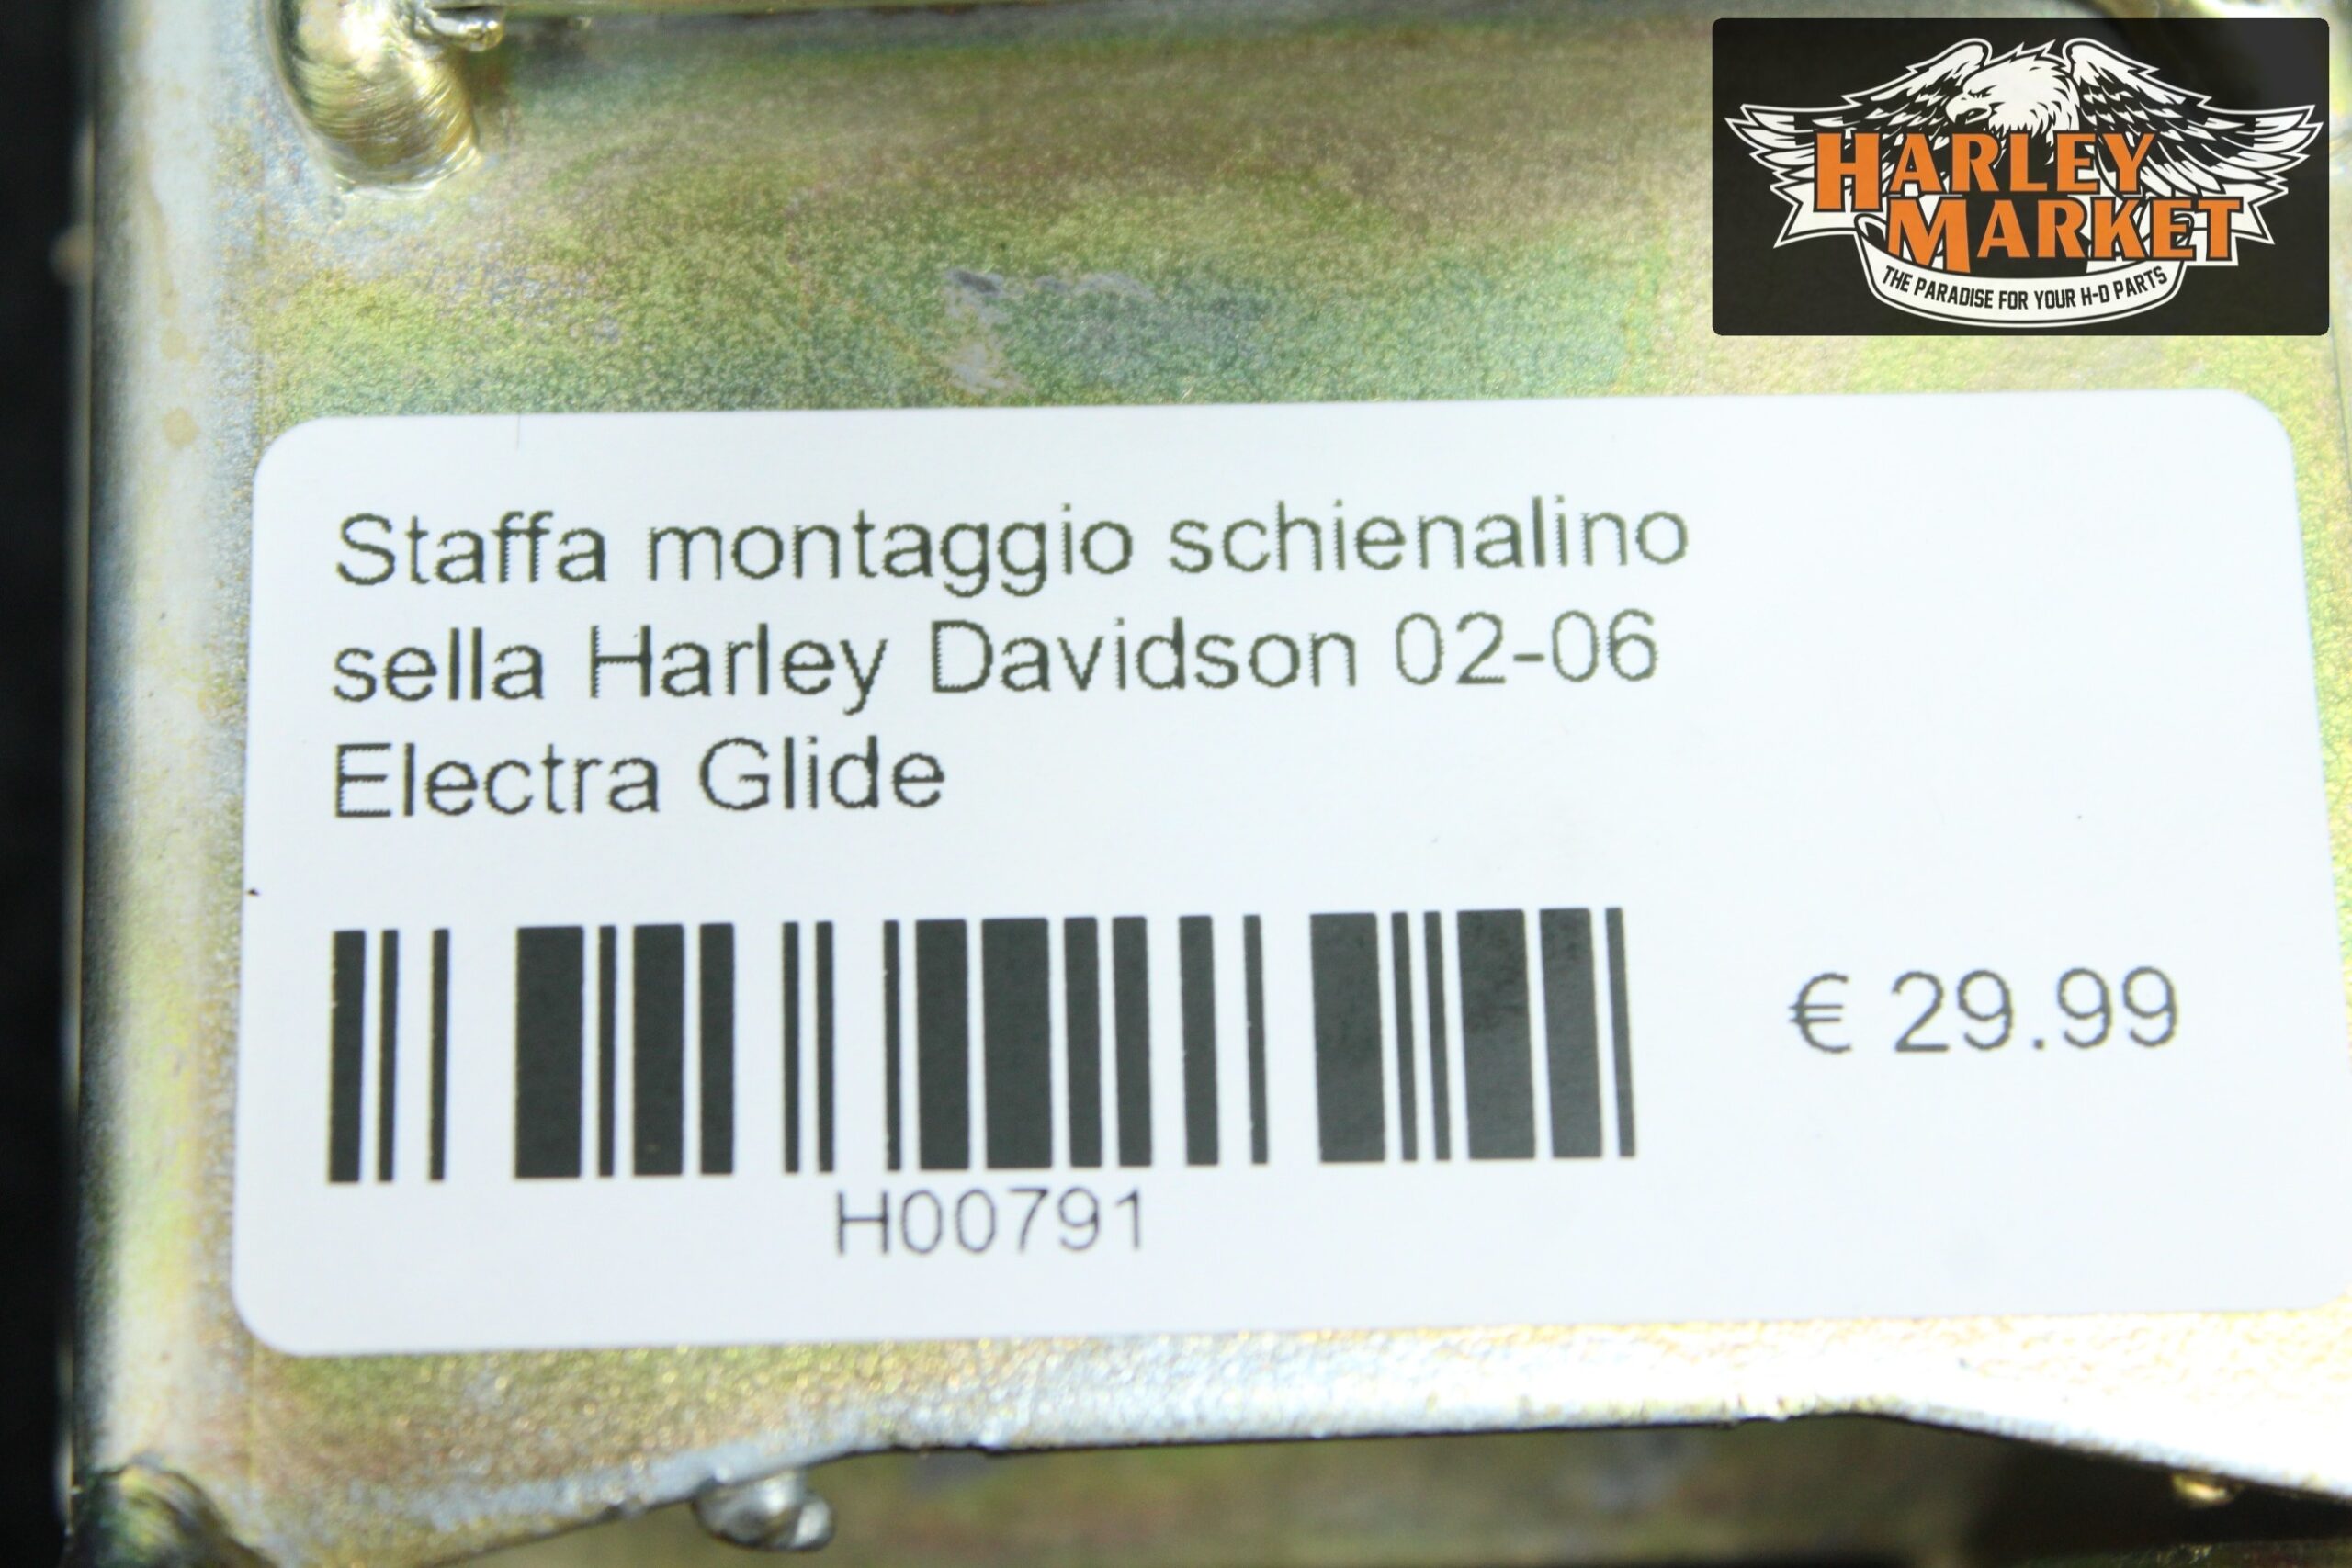 HARLEY
MARKET
THE PARADISE FOR YOUR H-D PARTS
Staffa montaggio schienalino
sella Harley Davidson 02-06
Electra Glide
€ 29.99
H00791